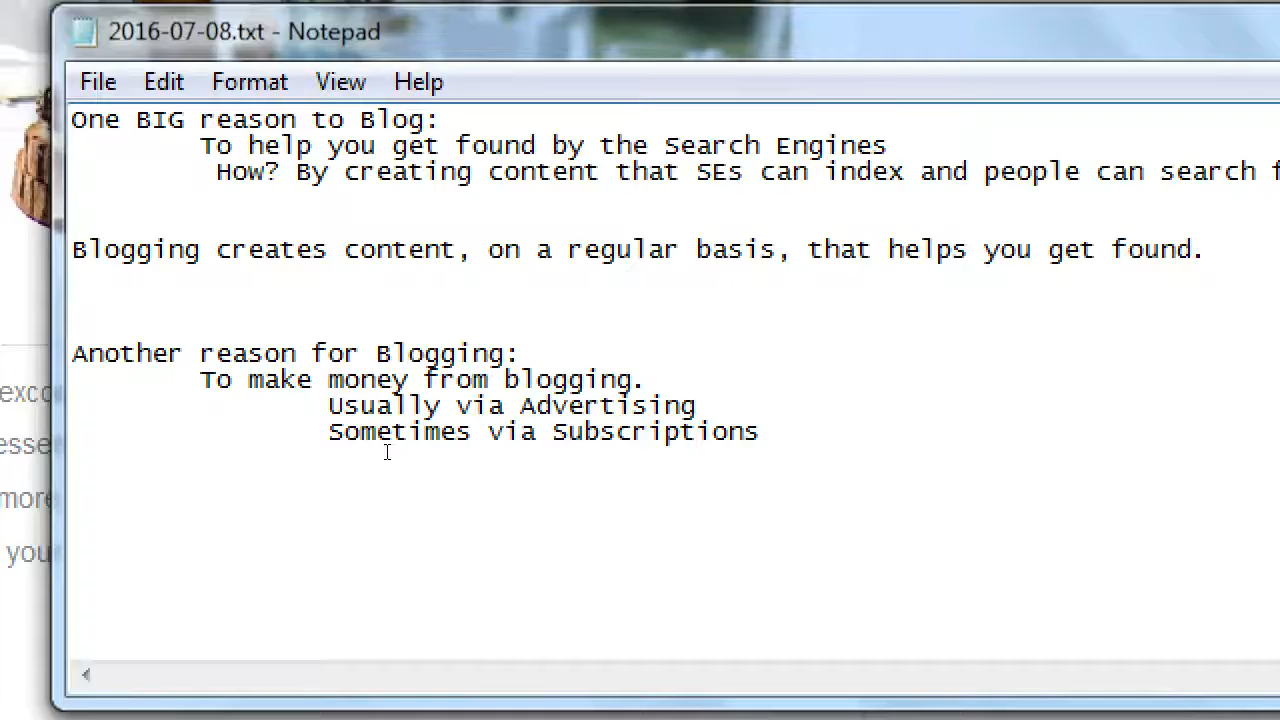 2016-07-08.txt - Notepad
File Edit Format View Help
One BIG reason to Blog:
To help you get found by the Search Engines
How? By creating content that SEs can index and people can search
Blogging creates content, on a regular basis, that helps you get found.
Another reason for Blogging:
To make money from blogging.
Usually via Advertising
Sometimes via Subscriptions
more
your